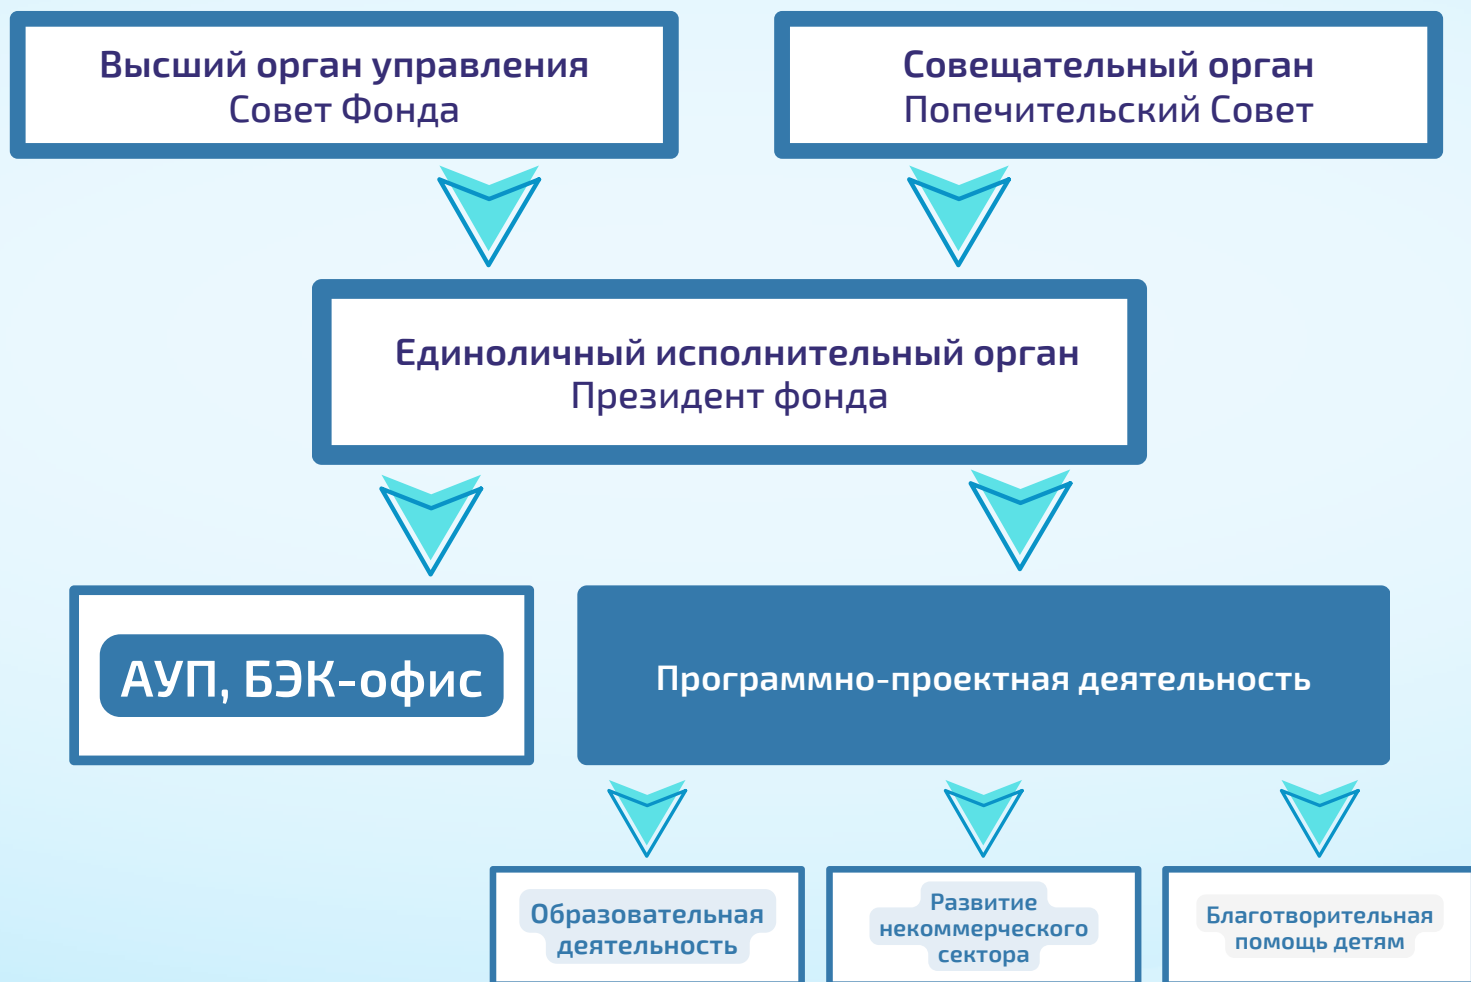 Высший орган управления
Совет Фонда
Совещательный орган
Попечительский Совет
Единоличный исполнительный орган
Президент фонда
АУП, БЭК-офис
Программно-проектная деятельность
Образовательная
деятельность
Развитие
некоммерческого
сектора
Благотворительная
помощь детям